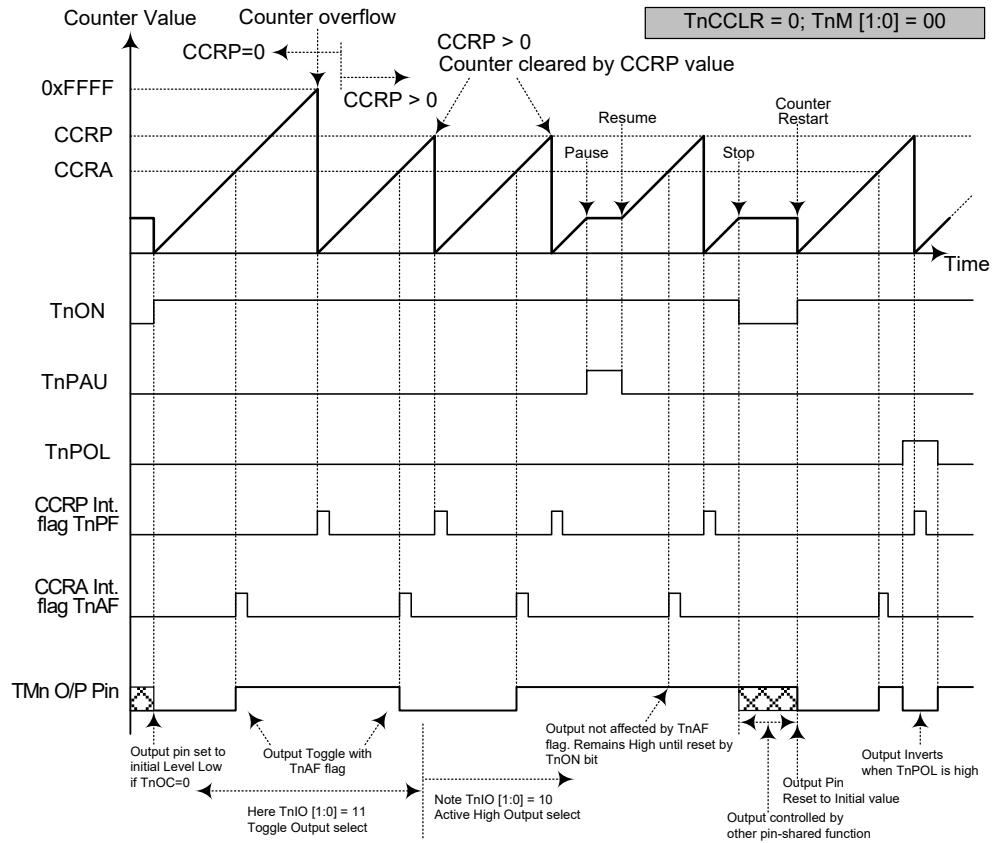 Counter Value
Counter overflow
TnCCLR = 0; TnM [1:0] = 00
CCRP=0
CCRP > 0
CCRP > 0
Counter cleared by CCRP value
0xFFFF
CCRP
CCRA
Pause
Resume
Stop
Counter
Restart
Time
TnON
TnPAU
TnPOL
CCRP Int.
flag TnPF
CCRA Int.
flag TnAF
TMn O/P Pin
Output pin set to
initial Level Low
if TnOC=0
Output Toggle with
TnAF flag
Here TnIO [1:0] = 11
Toggle Output select
Output not affected by TnAF
flag. Remains High until reset by
TnON bit
Note TnIO [1:0] = 10
Active High Output select
Output Pin
Reset to Initial value
Output controlled by
other pin-shared function
Output Inverts
when TnPOL is high